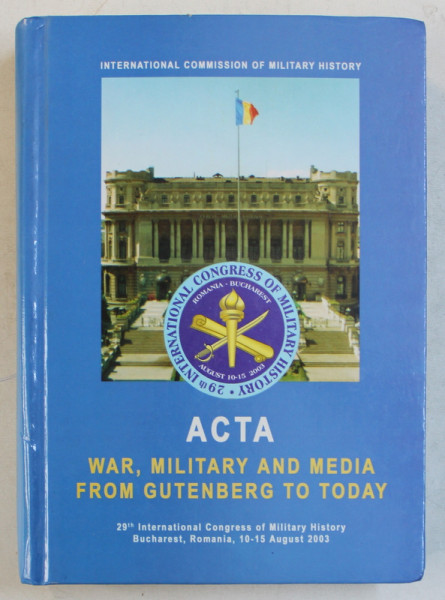 INTERNATIONAL COMMISSION OF MILITARY HISTORY
29th INTERNATIONAL CONGRESS OF MILITARY HISTORY
ROMANIA - BUCHAREST
AUGUST 10-15 2003
ACTA
WAR, MILITARY AND MEDIA
FROM GUTENBERG TO TODAY
29th International Congress of Military History
Bucharest, Romania, 10-15 August 2003